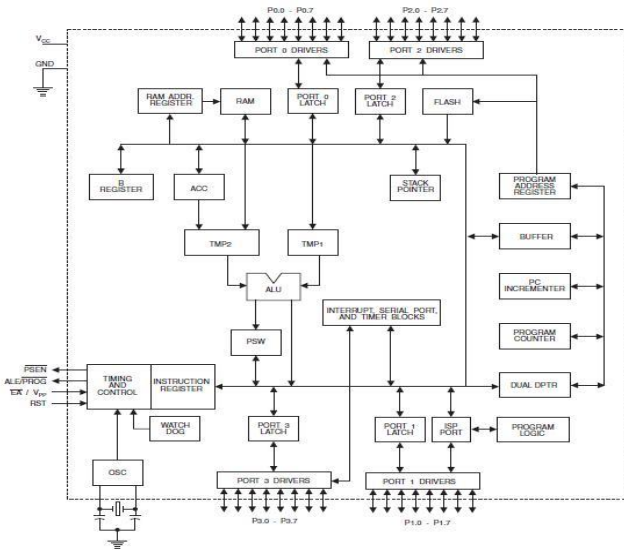 P0.0 - P0.7
P2.0 - P2.7
VCC
GND
PORT 0 DRIVERS
PORT 2 DRIVERS
RAM ADDR.
REGISTER
RAM
PORT 0
LATCH
PORT 2
LATCH
FLASH
B
REGISTER
ACC
STACK
POINTER
PROGRAM
ADDRESS
REGISTER
TMP2
TMP1
BUFFER
ALU
PC
INCREMENTER
INTERRUPT, SERIAL PORT,
AND TIMER BLOCKS
PSW
PROGRAM
COUNTER
PSEN
ALE/PROG
EA / VPP
RST
TIMING
AND
CONTROL
INSTRUCTION
REGISTER
DUAL DPTR
WATCH
DOG
PORT 3
LATCH
PORT 1
LATCH
ISP
PORT
PROGRAM
LOGIC
OSC
PORT 3 DRIVERS
PORT 1 DRIVERS
P3.0 - P3.7
P1.0 - P1.7